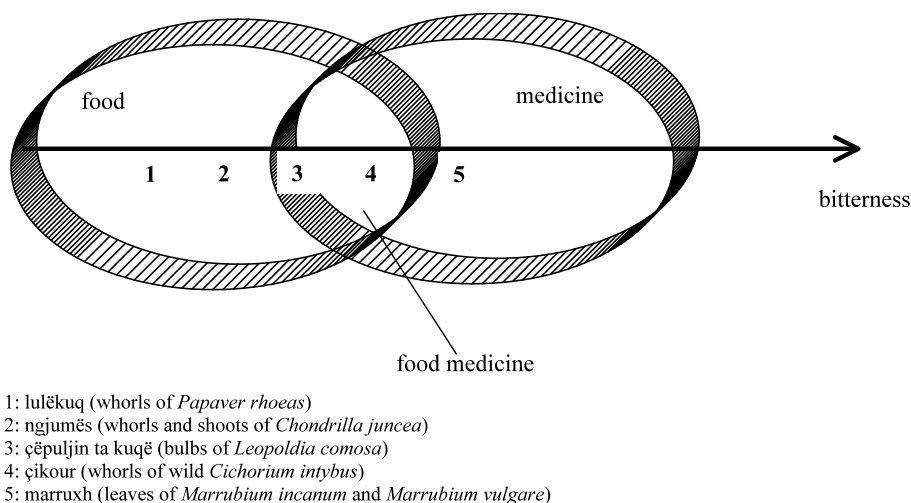 food
medicine
1 2 3 4 5
bitterness
food medicine
1: lulëkuq (whorls of Papaver rhoeas)
2: ngjumës (whorls and shoots of Chondrilla juncea)
3: çëpuljin ta kuqë (bulbs of Leopoldia comosa)
4: çikour (whorls of wild Cichorium intybus)
5: marruxh (leaves of Marrubium incanum and Marrubium vulgare)